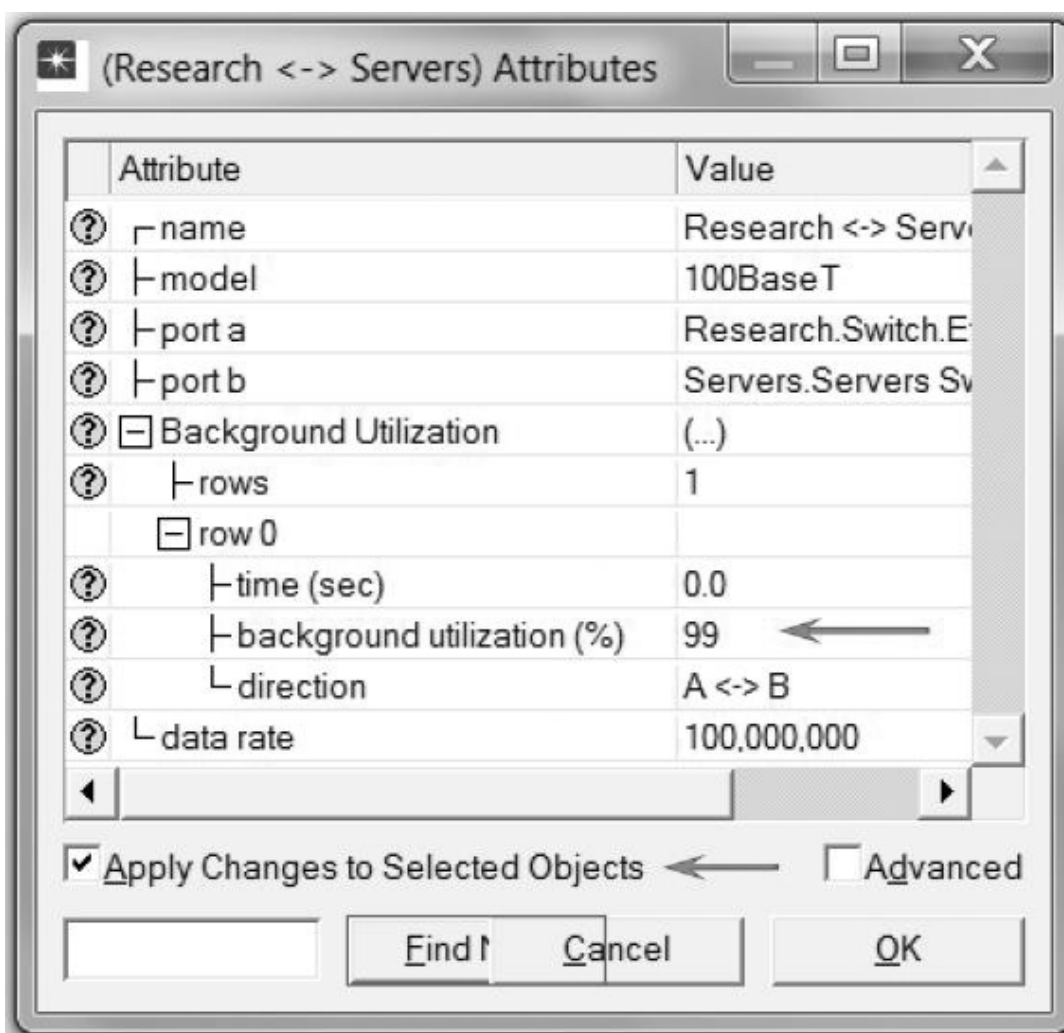 (Research <-> Servers) Attributes
Attribute Value
name Research <-> Serv
model 100BaseT
port a Research.Switch.E
port b Servers.Servers Sw
Background Utilization (...)
rows 1
row 0
time (sec) 0.0
background utilization (%) 99
direction A <-> B
data rate 100,000,000
Apply Changes to Selected Objects Advanced
Find Cancel OK